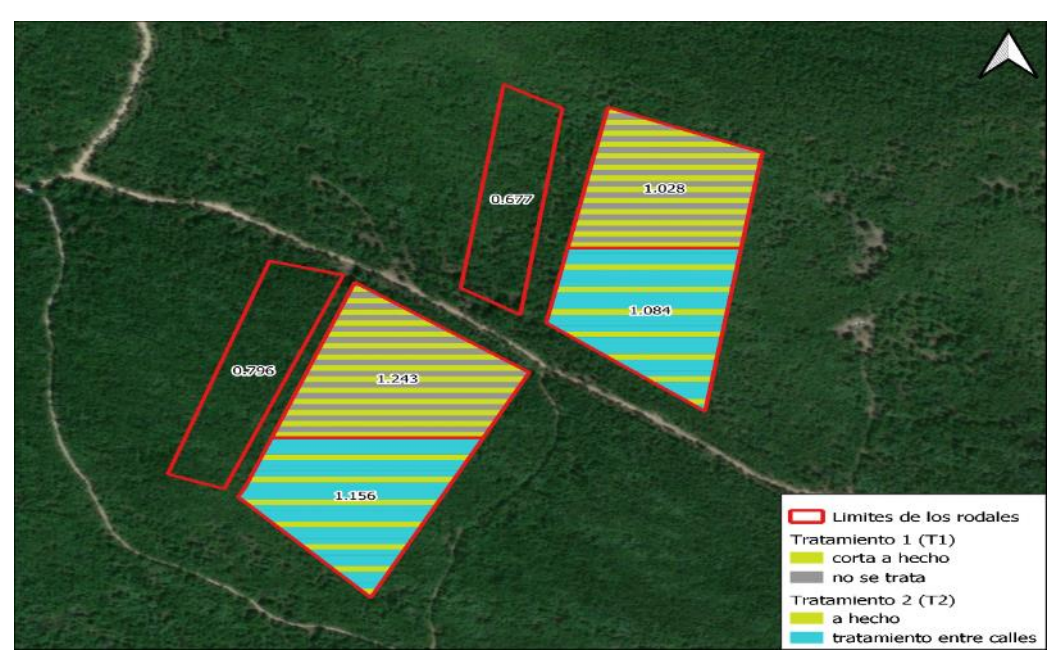 1.028
0.677
1.084
0.796
1.243
1.156
Limites de los rodales
Tratamiento 1 (T1)
corta a hecho
no se trata
Tratamiento 2 (T2)
a hecho
tratamiento entre calles